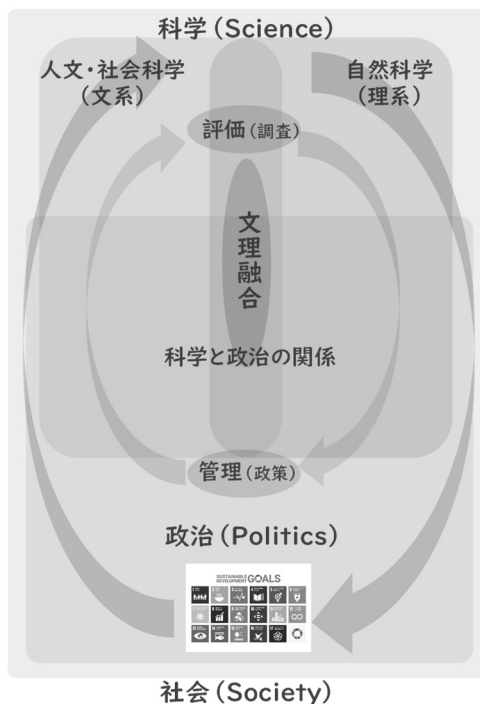 科学(Science)
人文・社会科学
(文系)
自然科学
(理系)
評価(調査)
文理融合
科学と政治の関係
管理(政策)
政治(Politics)
SUSTAINABLE
DEVELOPMENT GOALS
社会(Society)